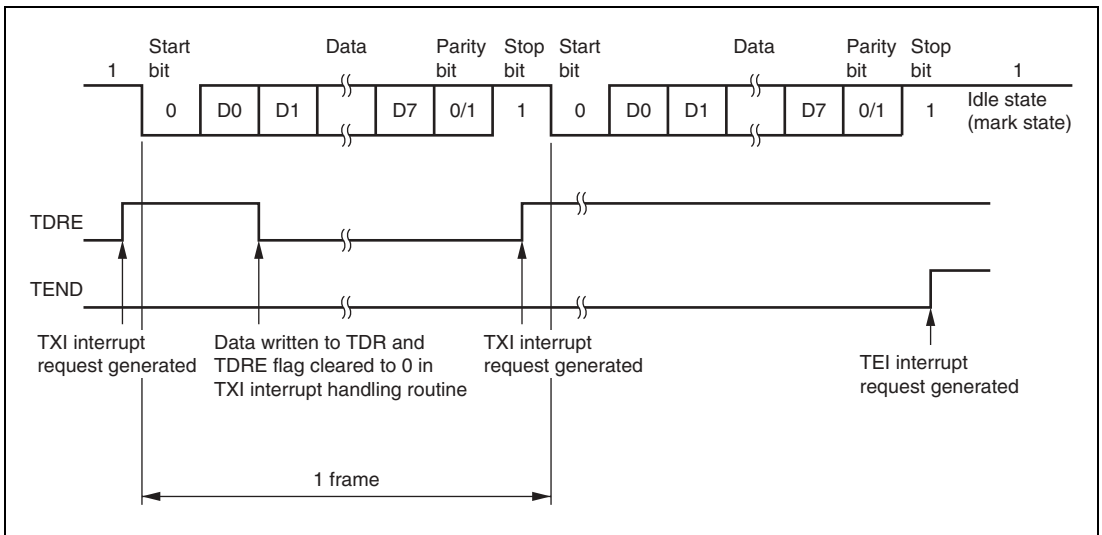 Start Data Parity Stop Start Data Parity Stop
1 bit bit bit bit bit bit 1
0 D0 D1 D7 0/1 1 0 D0 D1 D7 0/1 1 Idle state
(mark state)
TDRE
TEND
TXI interrupt
request generated
Data written to TDR and
TDRE flag cleared to 0 in
TXI interrupt handling routine
TXI interrupt
request generated
TEI interrupt
request generated
1 frame